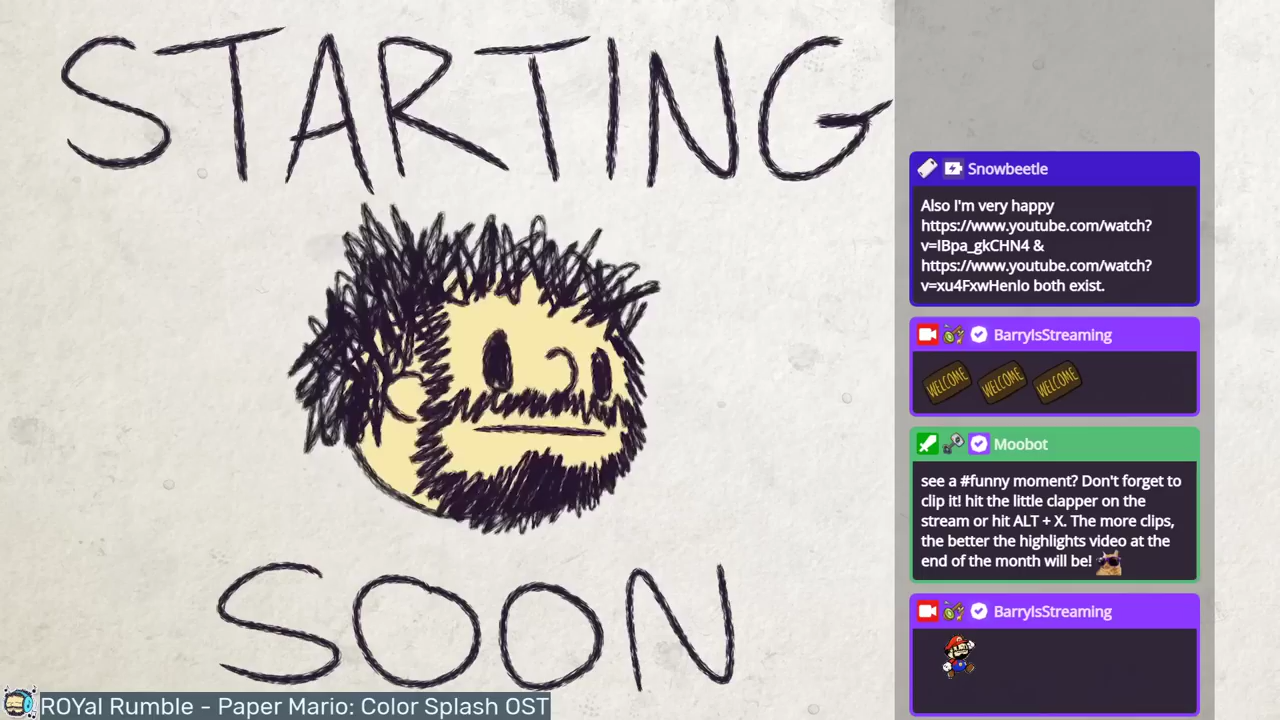 STARTING
SOON
Snowbeetle
Also I'm very happy
https://www.youtube.com/watch?
v=IBpa_gkCHN4 &
https://www.youtube.com/watch?
v=xu4FxwHenIo both exist.
BarryIsStreaming
WELCOME WELCOME WELCOME
Moobot
see a #funny moment? Don't forget to
clip it! hit the little clapper on the
stream or hit ALT + X. The more clips,
the better the highlights video at the
end of the month will be!
BarryIsStreaming
ROYal Rumble - Paper Mario: Color Splash OST